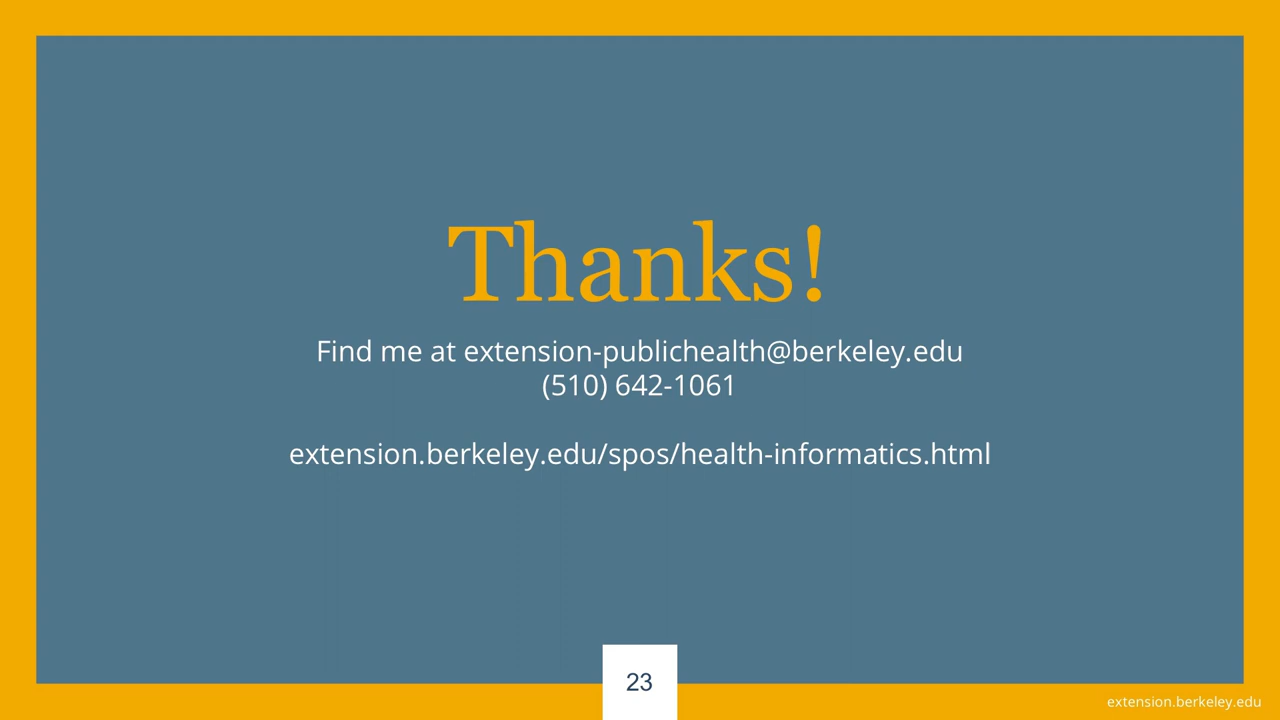 Thanks!
Find me at extension-publichealth@berkeley.edu
(510) 642-1061
extension.berkeley.edu/spos/health-informatics.html
23
extension.berkeley.edu